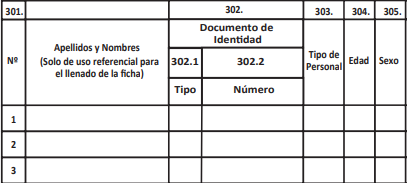 301. 302. 303. 304. 305.
Nº
Apellidos y Nombres
(Solo de uso referencial para
el llenado de la ficha)
Documento de
Identidad
302.1 302.2
Tipo Número
Tipo de
Personal
Edad
Sexo
1
2
3